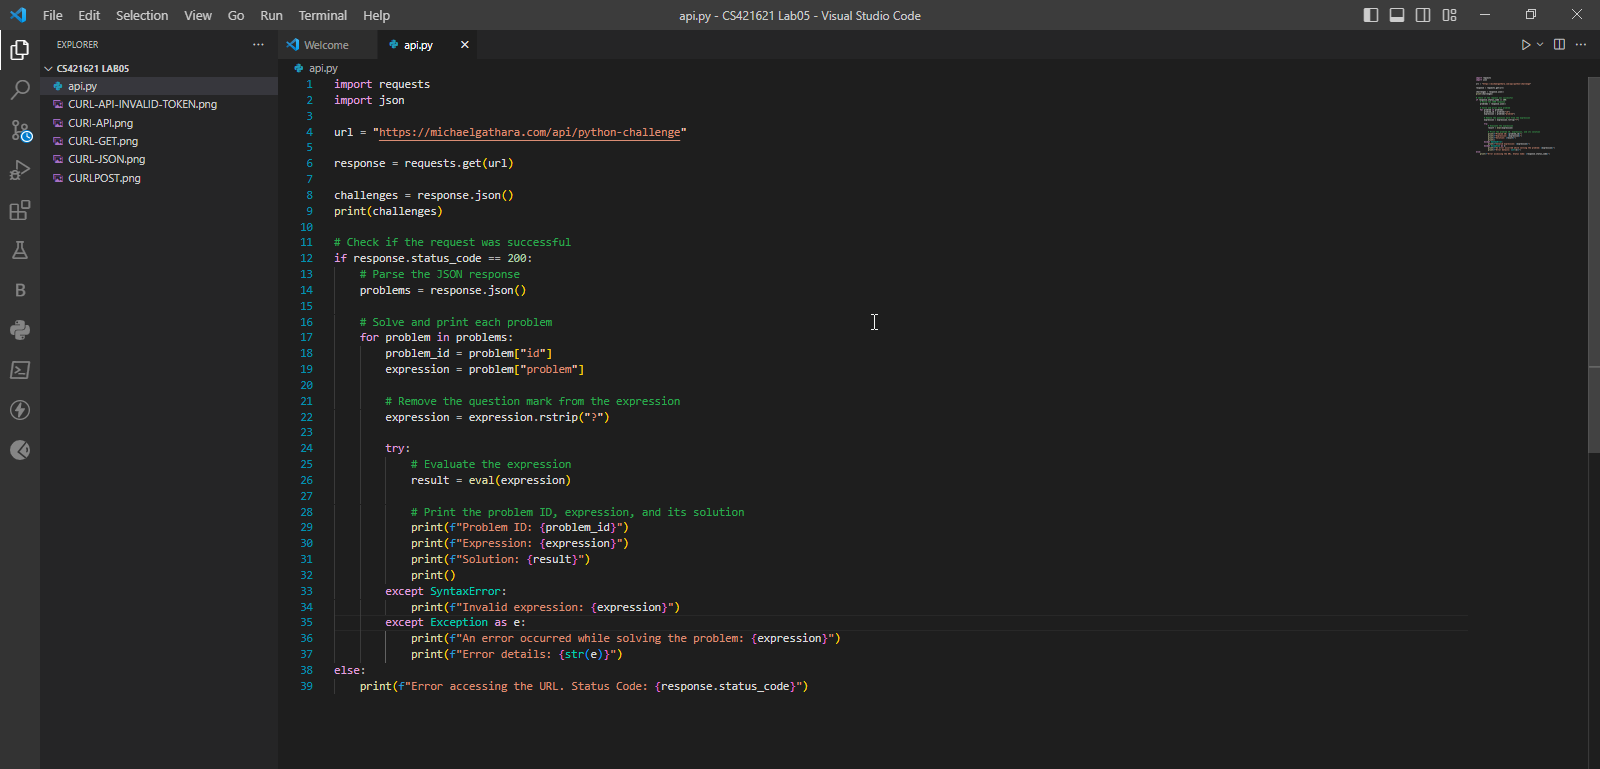 File Edit Selection View Go Run Terminal Help
api.py - CS421621 Lab05 - Visual Studio Code
EXPLORER
CS421621 LAB05
api.py
CURL-API-INVALID-TOKEN.png
CURl-API.png
CURL-GET.png
CURL-JSON.png
CURLPOST.png
Welcome
api.py
api.py
1 import requests
2 import json
3
4 url = "https://michaelgathara.com/api/python-challenge"
5
6 response = requests.get(url)
7
8 challenges = response.json()
9 print(challenges)
10
11 # Check if the request was successful
12 if response.status_code == 200:
13     # Parse the JSON response
14     problems = response.json()
15
16     # Solve and print each problem
17     for problem in problems:
18         problem_id = problem["id"]
19         expression = problem["problem"]
20
21         # Remove the question mark from the expression
22         expression = expression.rstrip("?")
23
24         try:
25             # Evaluate the expression
26             result = eval(expression)
27
28             # Print the problem ID, expression, and its solution
29             print(f"Problem ID: {problem_id}")
30             print(f"Expression: {expression}")
31             print(f"Solution: {result}")
32             print()
33         except SyntaxError:
34             print(f"Invalid expression: {expression}")
35         except Exception as e:
36             print(f"An error occurred while solving the problem: {expression}")
37             print(f"Error details: {str(e)}")
38 else:
39     print(f"Error accessing the URL. Status Code: {response.status_code}")